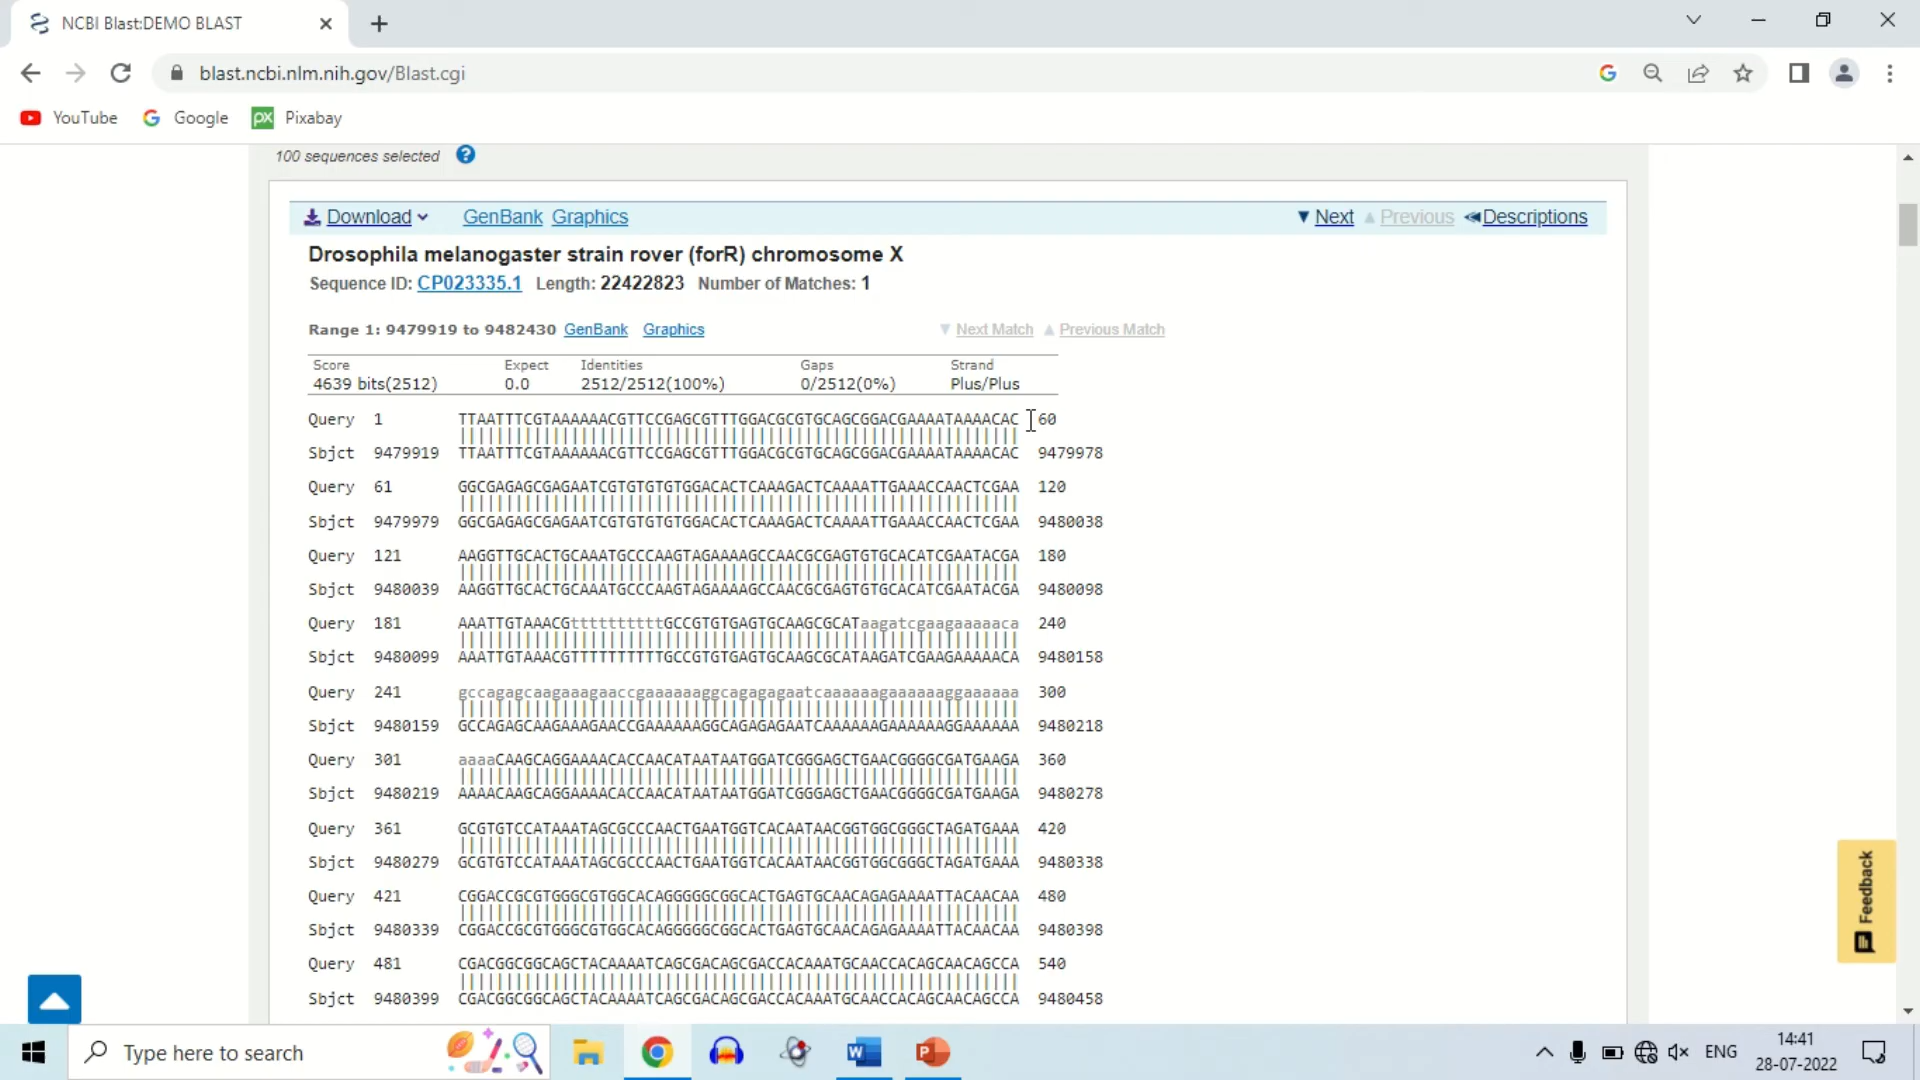 NCBI Blast:DEMO BLAST
blast.ncbi.nlm.nih.gov/Blast.cgi
YouTube Google Pixabay
100 sequences selected
Download GenBank Graphics Next Previous Descriptions
Drosophila melanogaster strain rover (forR) chromosome X
Sequence ID: CP023335.1 Length: 22422823 Number of Matches: 1
Range 1: 9479919 to 9482430 GenBank Graphics Next Match Previous Match
Score Expect Identities Gaps Strand
4639 bits(2512) 0.0 2512/2512(100%) 0/2512(0%) Plus/Plus
Query 1 TTAATTTCGTAAAAAACGTTCCGAGCGTTTGGACGCGTGCAGCGGACGAAAATAAAACAC 60
Sbjct 9479919 TTAATTTCGTAAAAAACGTTCCGAGCGTTTGGACGCGTGCAGCGGACGAAAATAAAACAC 9479978
Query 61 GGCGAGAGCGAGAATCGTGTGTGTGGACACTCAAAGACTCAAAATTGAAACCAACTCGAA 120
Sbjct 9479979 GGCGAGAGCGAGAATCGTGTGTGTGGACACTCAAAGACTCAAAATTGAAACCAACTCGAA 9480038
Query 121 AAGGTTGCACTGCAAATGCCCAAGTAGAAAAGCCAACGCGAGTGTGCACATCGAATACGA 180
Sbjct 9480039 AAGGTTGCACTGCAAATGCCCAAGTAGAAAAGCCAACGCGAGTGTGCACATCGAATACGA 9480098
Query 181 AAATTGTAAACGttttttttttGCCGTGTGAGTGCAAGCGCATaagatcgaagaaaaaca 240
Sbjct 9480099 AAATTGTAAACGTTTTTTTTTTGCCGTGTGAGTGCAAGCGCATAAGATCGAAGAAAAACA 9480158
Query 241 gccagagcaagaaagaaccgaaaaaaggcagagagaatcaaaaaagaaaaaaggaaaaaa 300
Sbjct 9480159 GCCAGAGCAAGAAAGAACCGAAAAAAGGCAGAGAGAATCAAAAAAGAAAAAAGGAAAAAA 9480218
Query 301 aaaaCAAGCAGGAAAACACCAACATAATAATGGATCGGGAGCTGAACGGGGCGATGAAGA 360
Sbjct 9480219 AAAACAAGCAGGAAAACACCAACATAATAATGGATCGGGAGCTGAACGGGGCGATGAAGA 9480278
Query 361 GCGTGTCCATAAATAGCGCCCAACTGAATGGTCACAATAACGGTGGCGGGCTAGATGAAA 420
Sbjct 9480279 GCGTGTCCATAAATAGCGCCCAACTGAATGGTCACAATAACGGTGGCGGGCTAGATGAAA 9480338
Query 421 CGGACCGCGTGGGCGTGGCACAGGGGGCGGCACTGAGTGCAACAGAGAAAATTACAACAA 480
Sbjct 9480339 CGGACCGCGTGGGCGTGGCACAGGGGGCGGCACTGAGTGCAACAGAGAAAATTACAACAA 9480398
Query 481 CGACGGCGGCAGCTACAAAATCAGCGACAGCGACCACAAATGCAACCACAGCAACAGCCA 540
Sbjct 9480399 CGACGGCGGCAGCTACAAAATCAGCGACAGCGACCACAAATGCAACCACAGCAACAGCCA 9480458
Feedback
Type here to search
ENG
14:41
28-07-2022